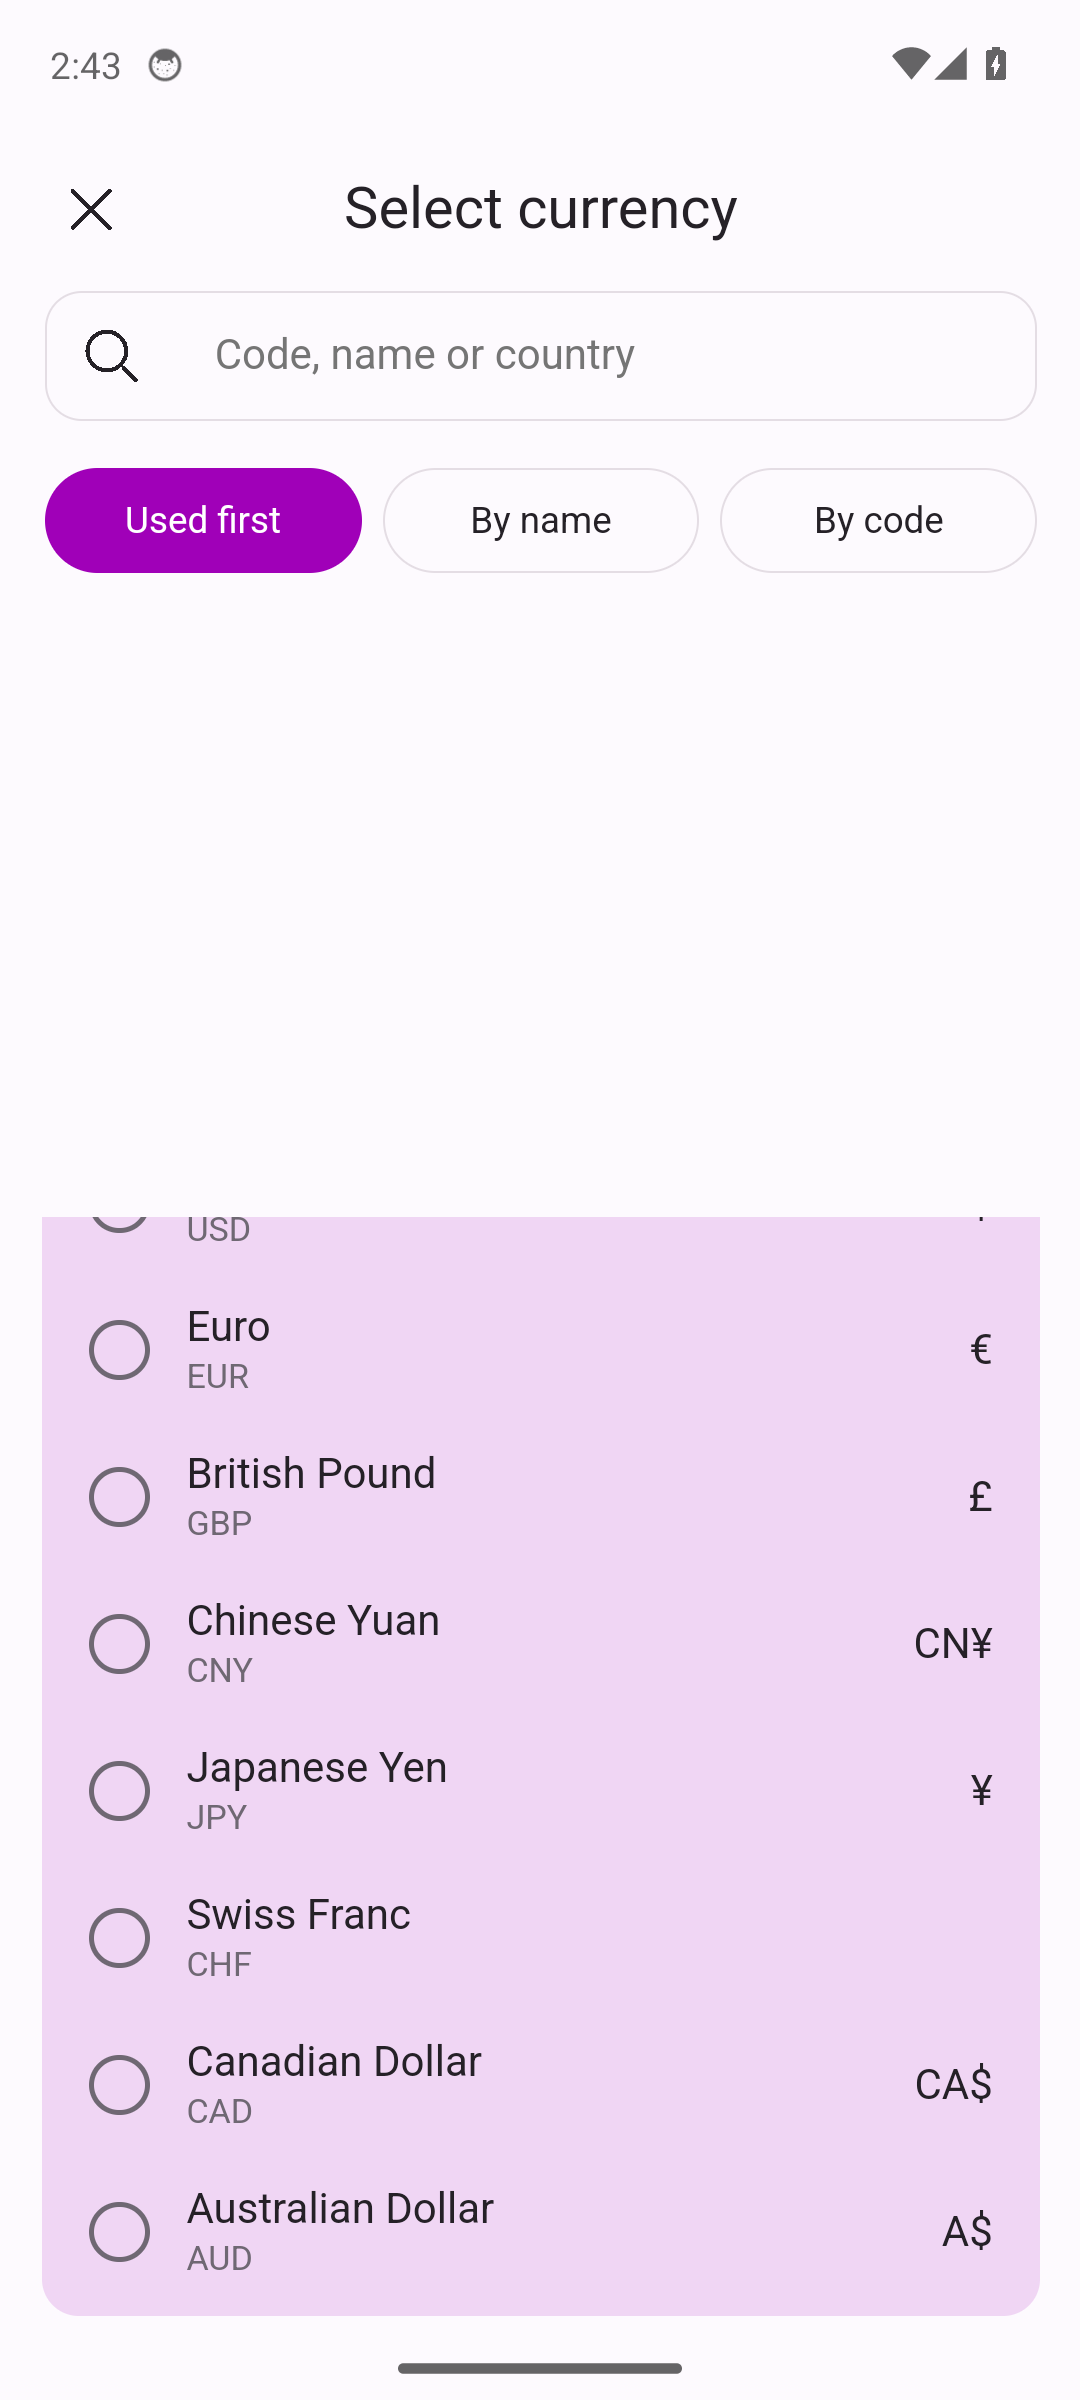 2:43
Select currency
Code, name or country
Used first
By name
By code
USD
Euro
EUR
€
British Pound
GBP
£
Chinese Yuan
CNY
CN¥
Japanese Yen
JPY
¥
Swiss Franc
CHF
Canadian Dollar
CAD
CA$
Australian Dollar
AUD
A$